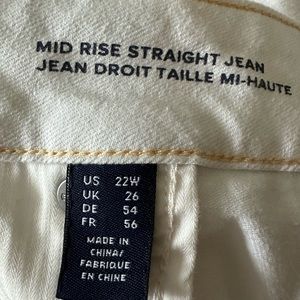 MID RISE STRAIGHT JEAN
JEAN DROIT TAILLE MI-HAUTE
US 22W
UK 26
DE 54
FR 56
MADE IN
CHINA/
FABRIQUÉ
EN CHINE